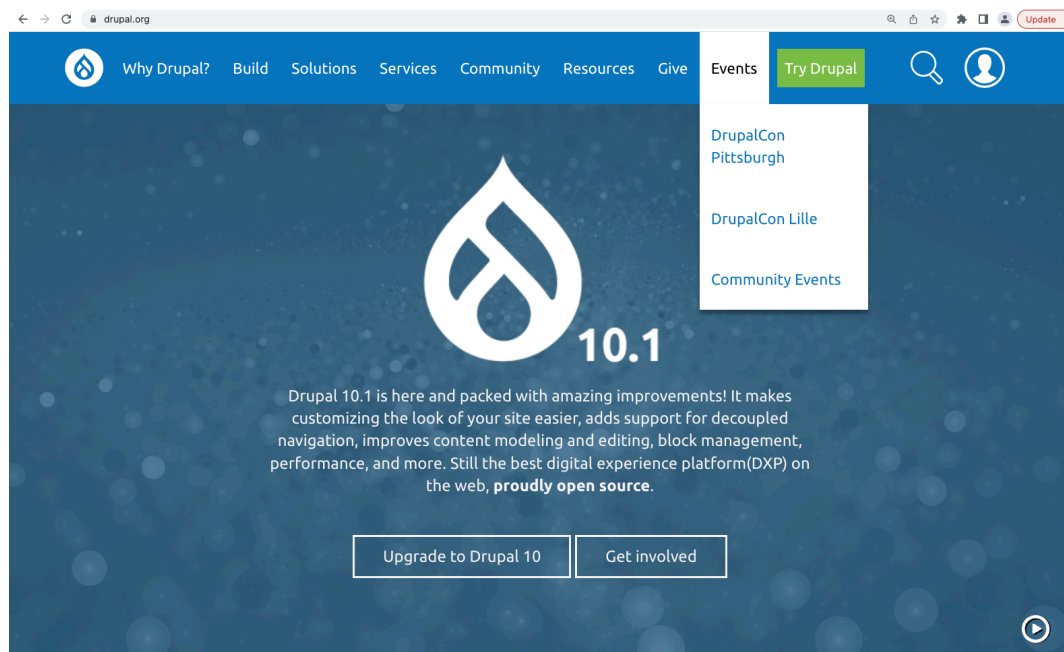 drupal.org
Update
Why Drupal? Build Solutions Services Community Resources Give Events Try Drupal
DrupalCon
Pittsburgh
DrupalCon Lille
Community Events
10.1
Drupal 10.1 is here and packed with amazing improvements! It makes
customizing the look of your site easier, adds support for decoupled
navigation, improves content modeling and editing, block management,
performance, and more. Still the best digital experience platform(DXP) on
the web, proudly open source.
Upgrade to Drupal 10
Get involved